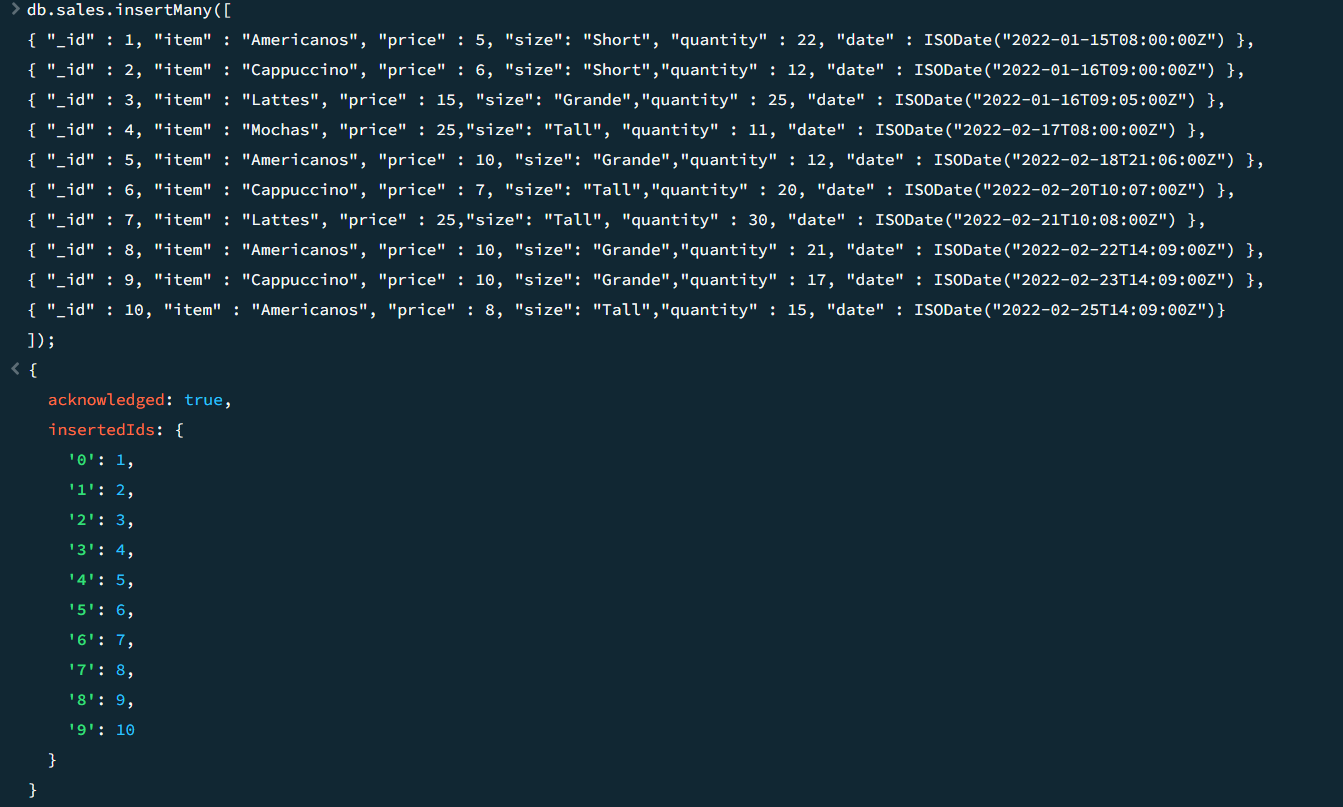 > db.sales.insertMany([
{ "_id" : 1, "item" : "Americanos", "price" : 5, "size": "Short", "quantity" : 22, "date" : ISODate("2022-01-15T08:00:00Z") },
{ "_id" : 2, "item" : "Cappuccino", "price" : 6, "size": "Short","quantity" : 12, "date" : ISODate("2022-01-16T09:00:00Z") },
{ "_id" : 3, "item" : "Lattes", "price" : 15, "size": "Grande","quantity" : 25, "date" : ISODate("2022-01-16T09:05:00Z") },
{ "_id" : 4, "item" : "Mochas", "price" : 25,"size": "Tall", "quantity" : 11, "date" : ISODate("2022-02-17T08:00:00Z") },
{ "_id" : 5, "item" : "Americanos", "price" : 10, "size": "Grande","quantity" : 12, "date" : ISODate("2022-02-18T21:06:00Z") },
{ "_id" : 6, "item" : "Cappuccino", "price" : 7, "size": "Tall","quantity" : 20, "date" : ISODate("2022-02-20T10:07:00Z") },
{ "_id" : 7, "item" : "Lattes", "price" : 25,"size": "Tall", "quantity" : 30, "date" : ISODate("2022-02-21T10:08:00Z") },
{ "_id" : 8, "item" : "Americanos", "price" : 10, "size": "Grande","quantity" : 21, "date" : ISODate("2022-02-22T14:09:00Z") },
{ "_id" : 9, "item" : "Cappuccino", "price" : 10, "size": "Grande","quantity" : 17, "date" : ISODate("2022-02-23T14:09:00Z") },
{ "_id" : 10, "item" : "Americanos", "price" : 8, "size": "Tall","quantity" : 15, "date" : ISODate("2022-02-25T14:09:00Z")}
]);
< {
acknowledged: true,
insertedIds: {
'0': 1,
'1': 2,
'2': 3,
'3': 4,
'4': 5,
'5': 6,
'6': 7,
'7': 8,
'8': 9,
'9': 10
}
}